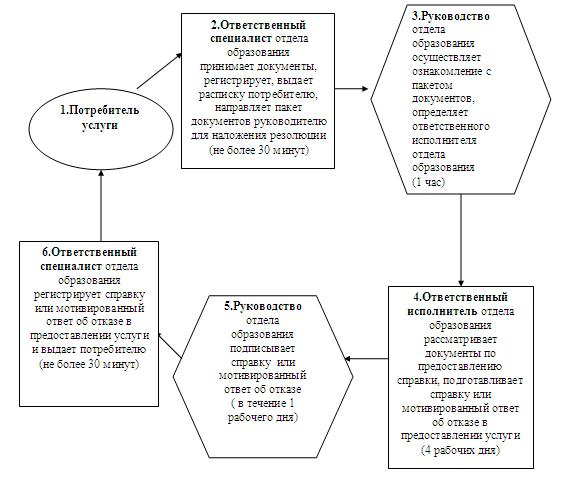 1.Потребитель
услуги
2.Ответственный
специалист отдела
образования
принимает документы,
регистрирует, выдает
расписку потребителю,
направляет пакет
документов руководителю
для наложения резолюции
(не более 30 минут)
3.Руководство
отдела
образования
осуществляет
ознакомление с
пакетом
документов,
определяет
ответственного
исполнителя
отдела
образования
(1 час)
4.Ответственный
исполнитель отдела
образования
рассматривает
документы по
предоставлению
справки, подготавливает
справку или
мотивированный ответ
об отказе в
предоставлении услуги
(4 рабочих дня)
5.Руководство
отдела
образования
подписывает
справку или
мотивированный
ответ об отказе
( в течение 1
рабочего дня)
6.Ответственный
специалист отдела
образования
регистрирует справку
или мотивированный
ответ об отказе в
предоставлении услуги
и выдает потребителю
(не более 30 минут)